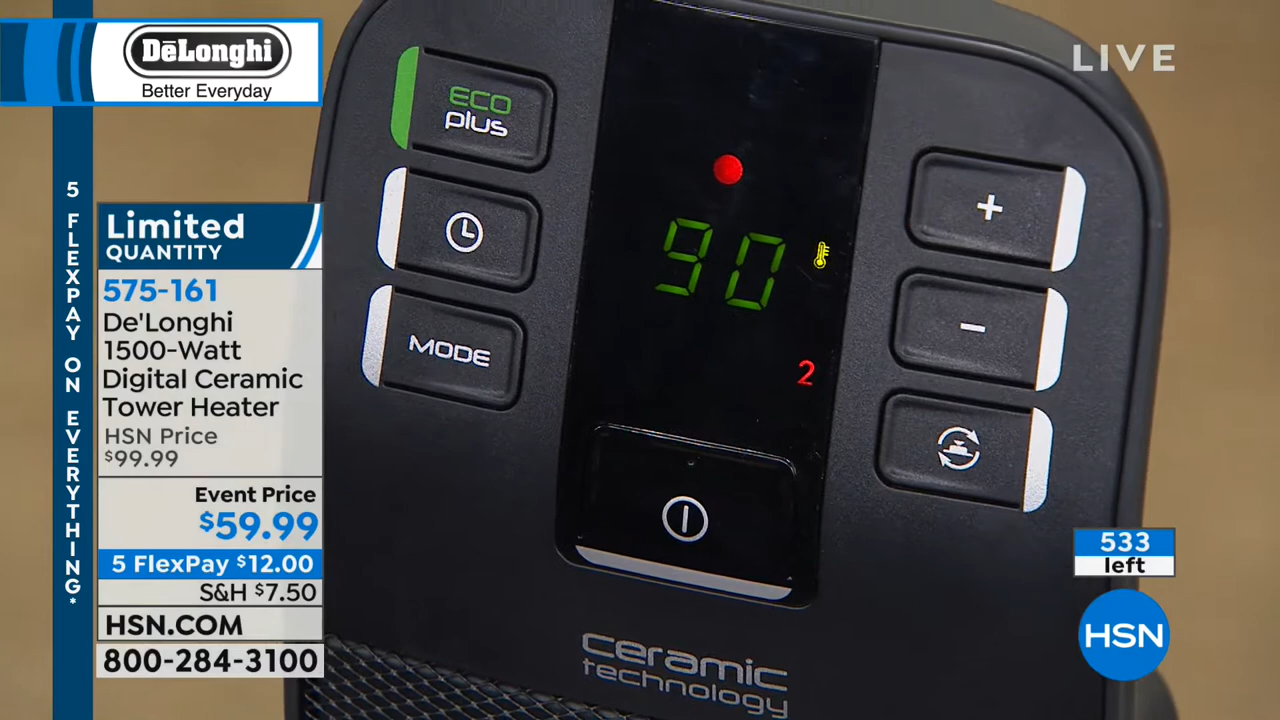 DēLonghi
Better Everyday
LIVE
5 FLEXPAY ON EVERYTHING*
Limited
QUANTITY
575-161
De'Longhi
1500-Watt
Digital Ceramic
Tower Heater
HSN Price
$99.99
Event Price
$59.99
5 FlexPay $12.00
S&H $7.50
HSN.COM
800-284-3100
ECO
plus
MODE
90
2
+
−
ceramic
technology
533
left
HSN